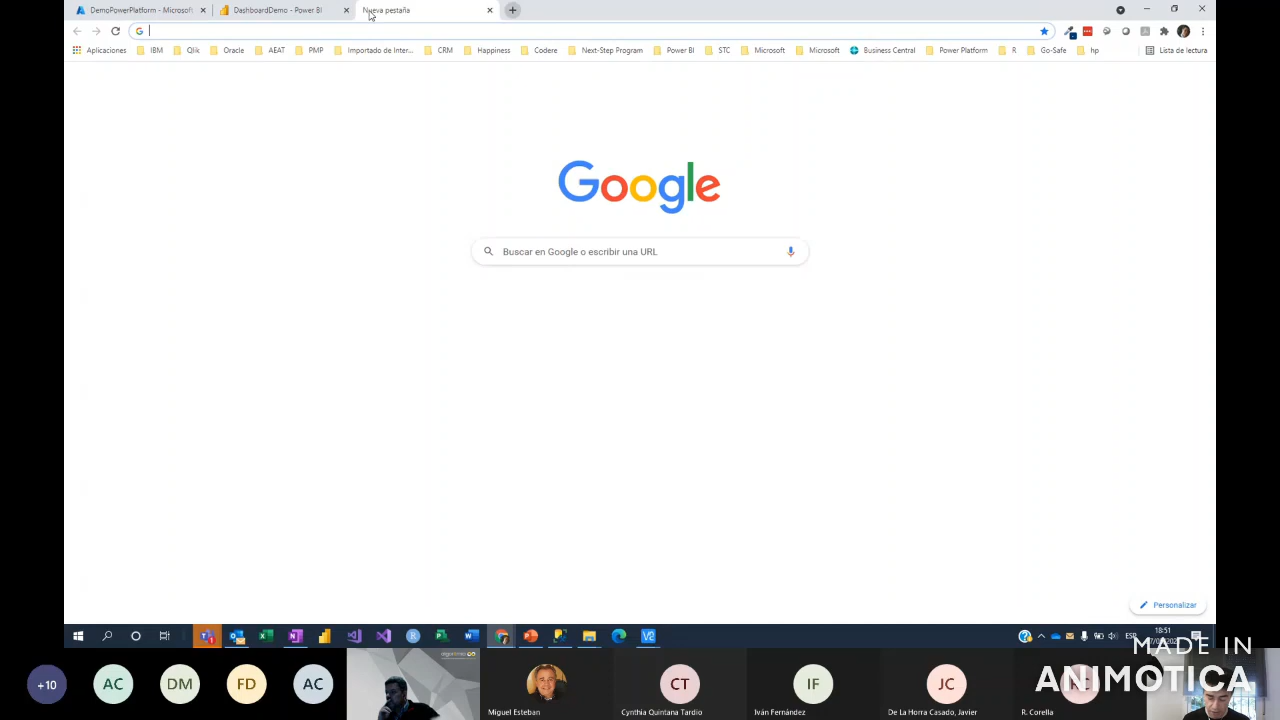 DemoPowerPlatform - Microsoft
DashboardDemo - Power BI
Nueva pestaña
Aplicaciones
IBM
Qlik
Oracle
AEAT
PMP
Importado de Inter...
CRM
Happiness
Codere
Next-Step Program
Power BI
STC
Microsoft
Microsoft
Business Central
Power Platform
R
Go-Safe
hp
Lista de lectura
Google
Buscar en Google o escribir una URL
Personalizar
18:51
ESP
MADE IN
ANIMOTICA
+10
AC
DM
FD
AC
CT
IF
JC
Miguel Esteban
Cynthia Quintana Tardio
Iván Fernández
De La Horra Casado, Javier
R. Corella